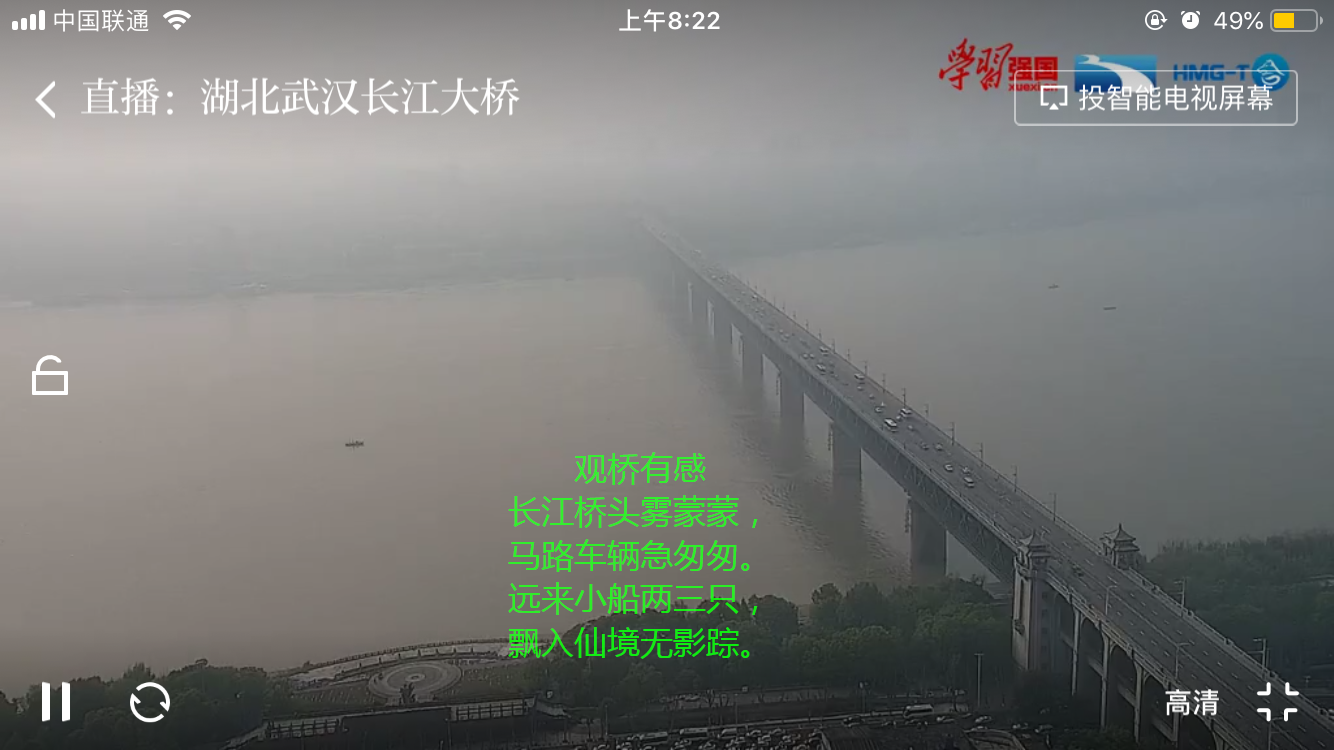 中国联通
上午8:22
49%
学习强国
xuexi
HMG-T
直播：湖北武汉长江大桥
投智能电视屏幕
观桥有感
长江桥头雾蒙蒙，
马路车辆急匆匆。
远来小船两三只，
飘入仙境无影踪。
高清